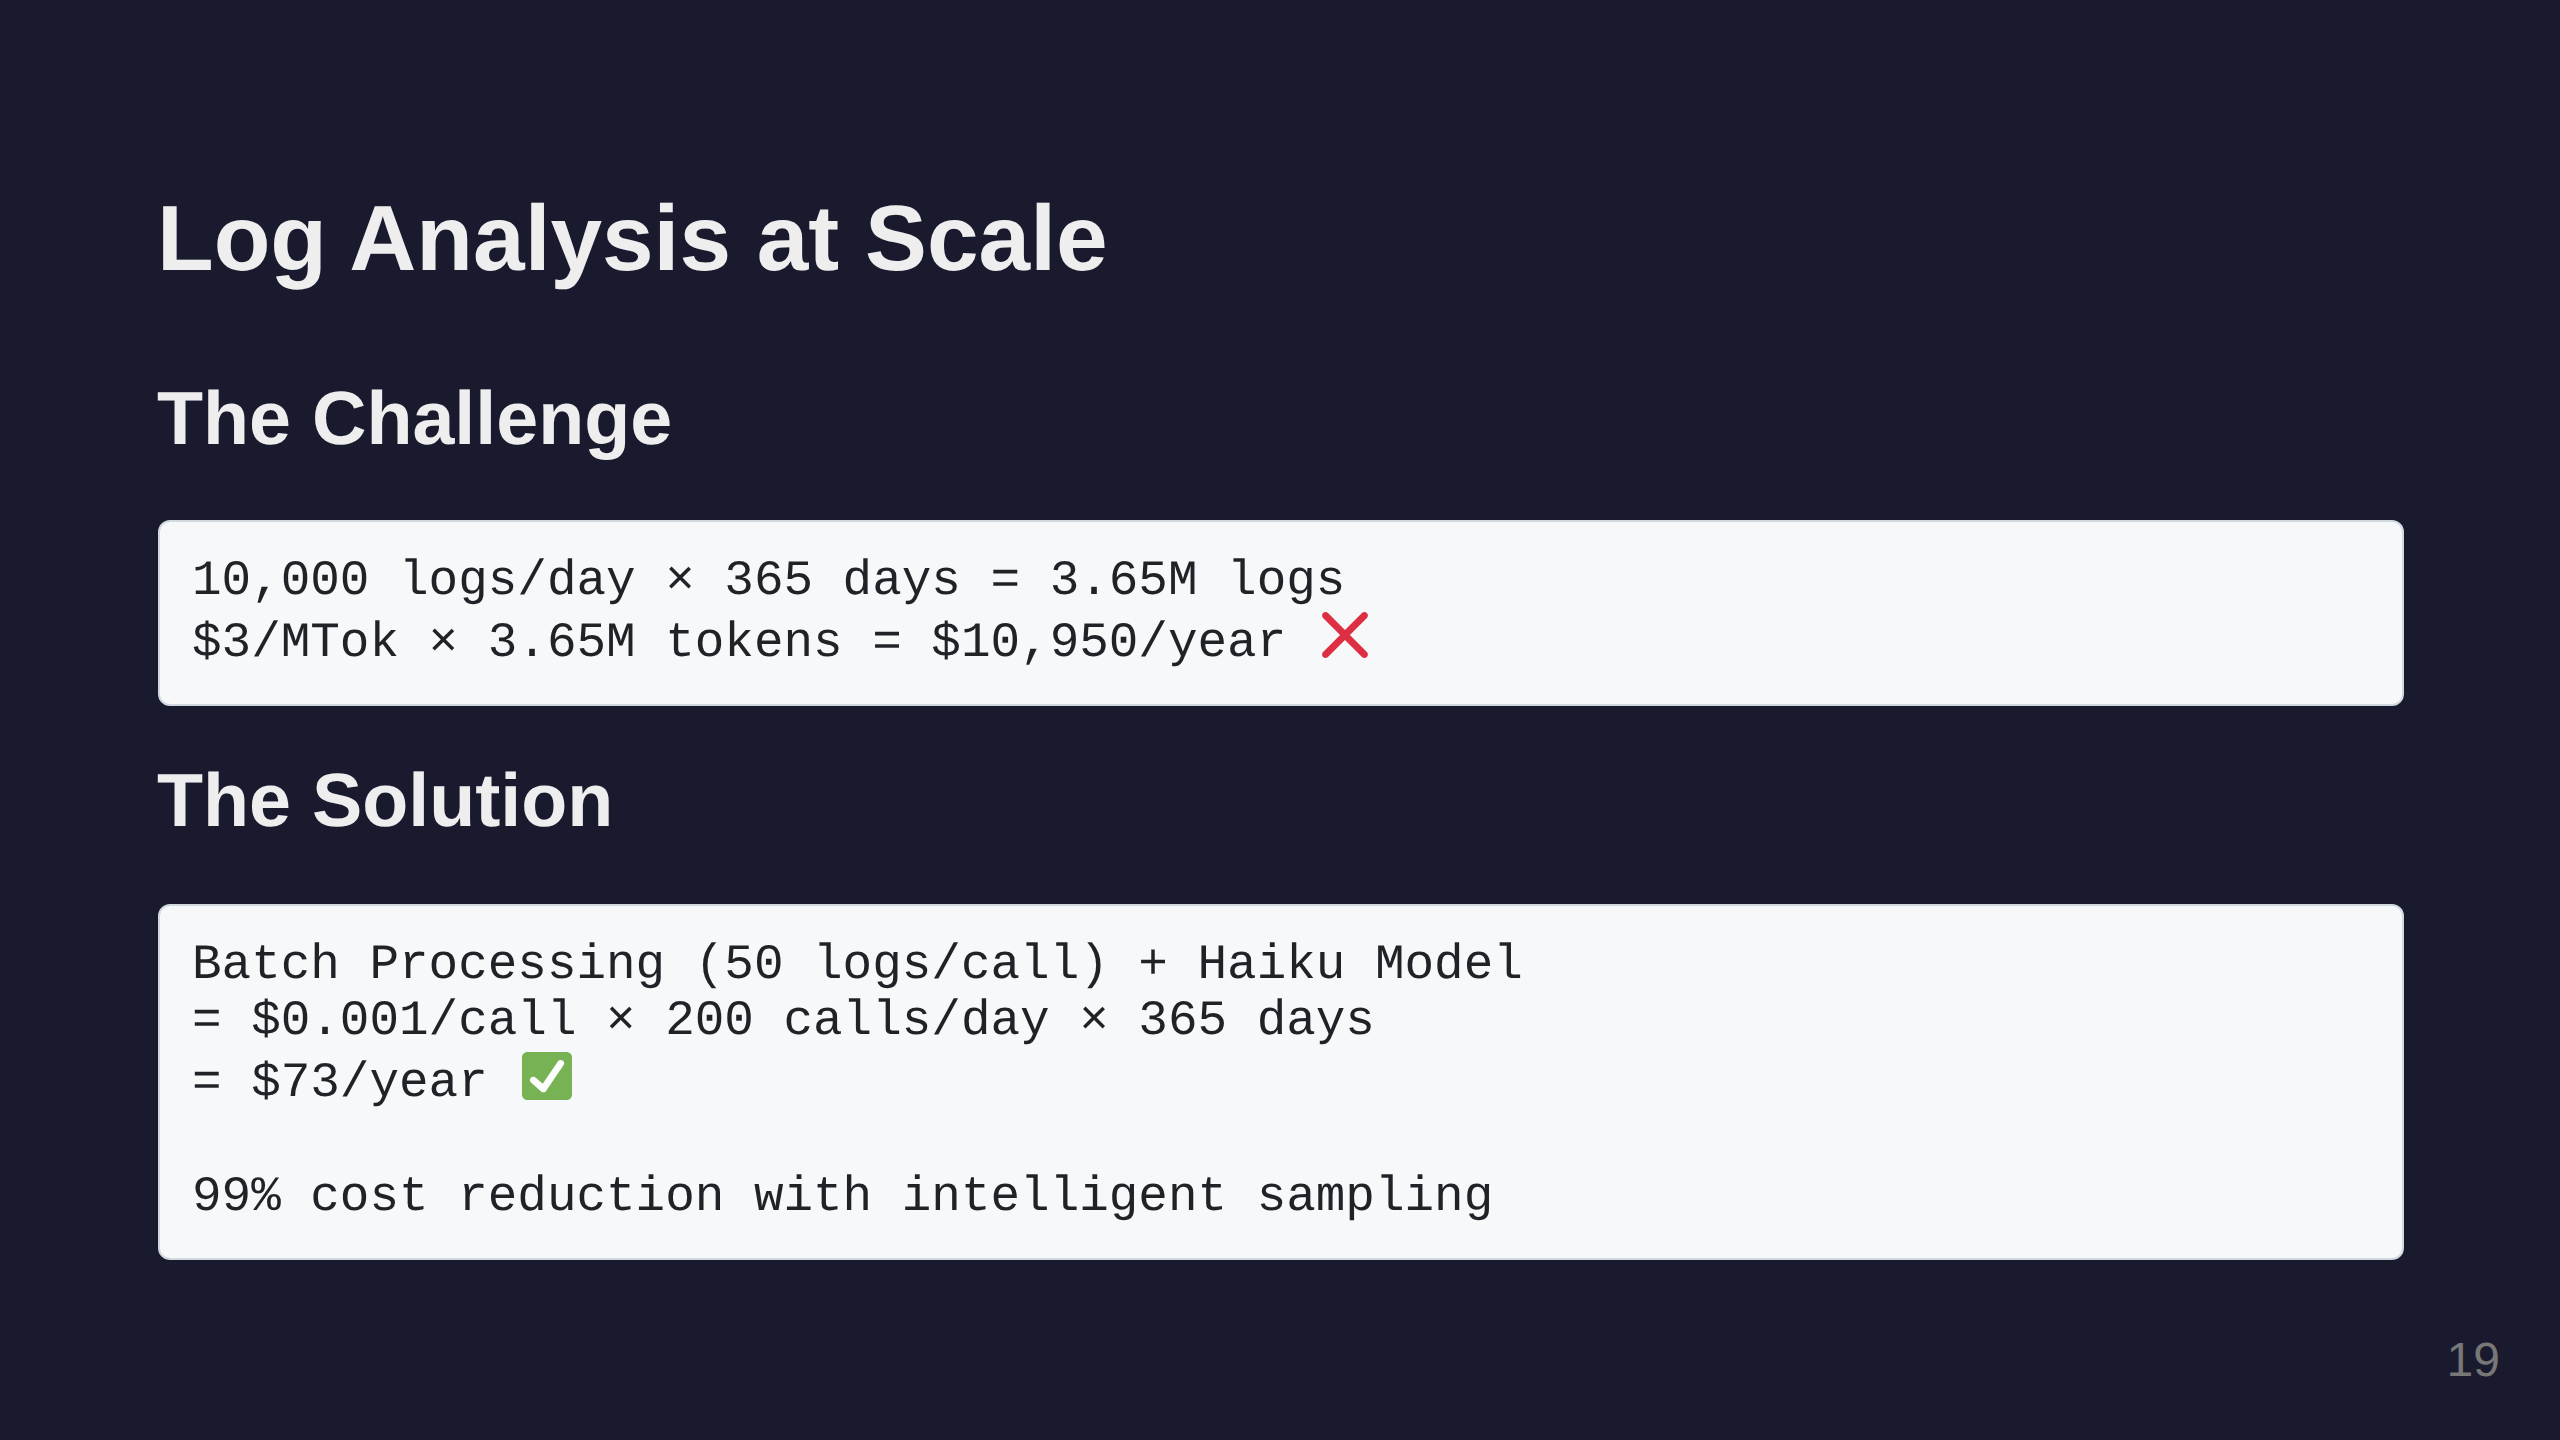 Log Analysis at Scale
The Challenge
10,000 logs/day × 365 days = 3.65M logs
$3/MTok × 3.65M tokens = $10,950/year ❌
The Solution
Batch Processing (50 logs/call) + Haiku Model
= $0.001/call × 200 calls/day × 365 days
= $73/year ✅
99% cost reduction with intelligent sampling
19